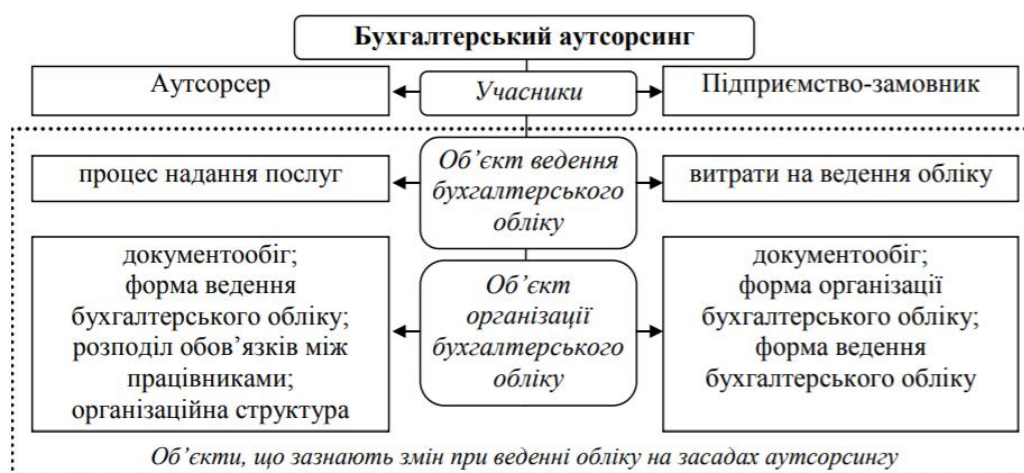 Бухгалтерський аутсорсинг
Аутсорсер
Учасники
Підприємство-замовник
процес надання послуг
Об’єкт ведення
бухгалтерського
обліку
витрати на ведення обліку
документообіг;
форма ведення
бухгалтерського обліку;
розподіл обов’язків між
працівниками;
організаційна структура
Об’єкт
організації
бухгалтерського
обліку
документообіг;
форма організації
бухгалтерського обліку;
форма ведення
бухгалтерського обліку
Об’єкти, що зазнають змін при веденні обліку на засадах аутсорсингу